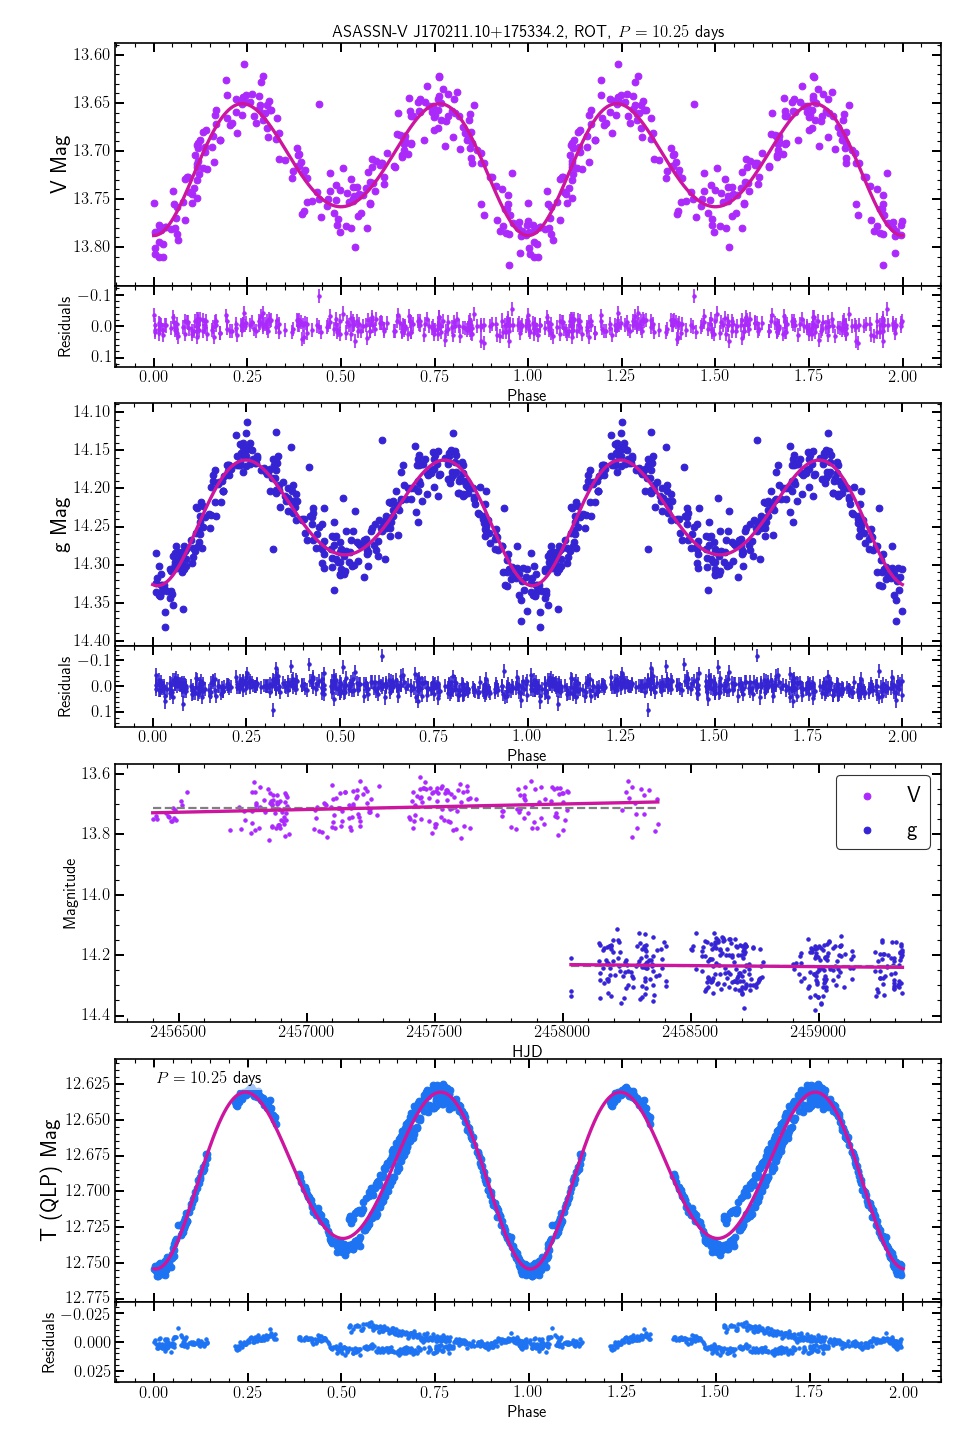 ASASSN-V J170211.10+175334.2, ROT, P = 10.25 days
13.60
13.65
13.70
13.75
13.80
V Mag
−0.1
0.0
0.1
Residuals
0.00 0.25 0.50 0.75 1.00 1.25 1.50 1.75 2.00
Phase
14.10
14.15
14.20
14.25
14.30
14.35
14.40
g Mag
−0.1
0.0
0.1
Residuals
0.00 0.25 0.50 0.75 1.00 1.25 1.50 1.75 2.00
Phase
13.6
13.8
14.0
14.2
14.4
Magnitude
V
g
2456500 2457000 2457500 2458000 2458500 2459000
HJD
P = 10.25 days
12.625
12.650
12.675
12.700
12.725
12.750
12.775
T (QLP) Mag
−0.025
0.000
0.025
Residuals
0.00 0.25 0.50 0.75 1.00 1.25 1.50 1.75 2.00
Phase